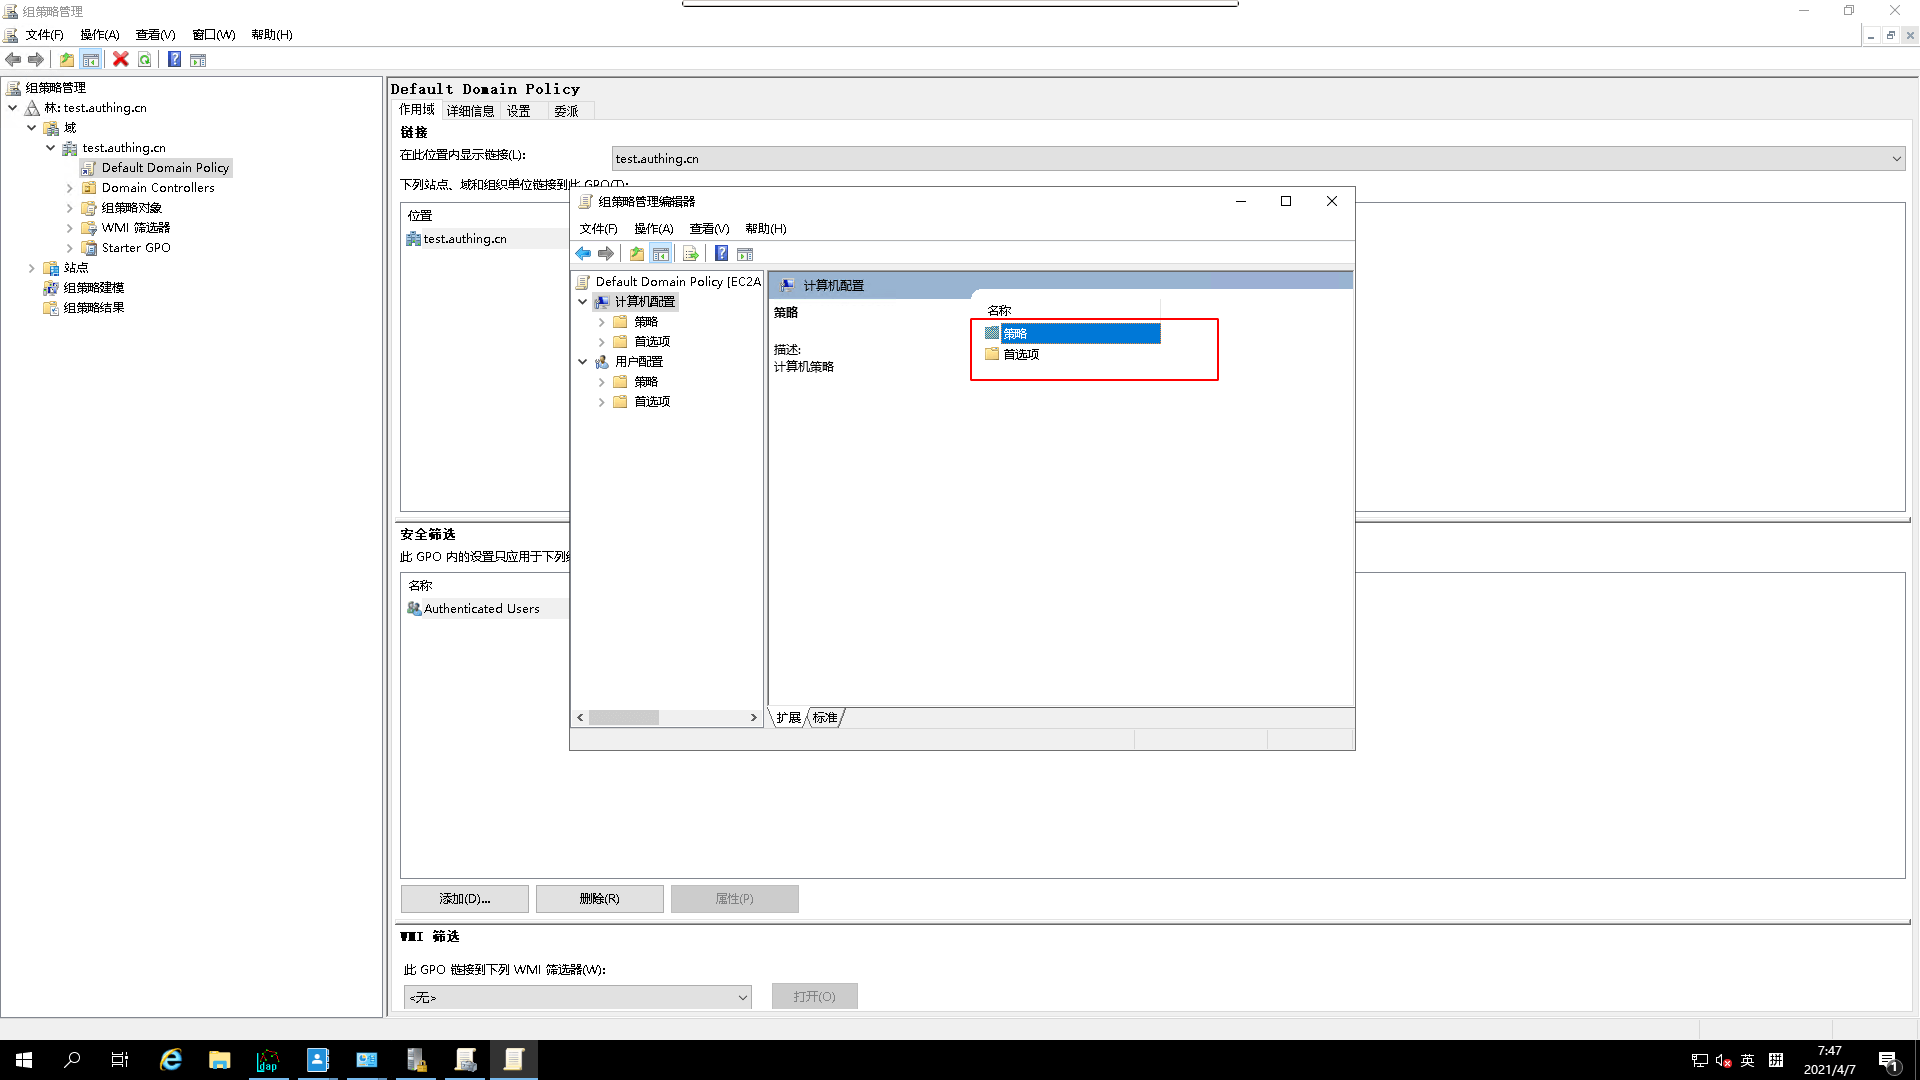 组策略管理
文件(F) 操作(A) 查看(V) 窗口(W) 帮助(H)
组策略管理
林: test.authing.cn
域
test.authing.cn
Default Domain Policy
Domain Controllers
组策略对象
WMI 筛选器
Starter GPO
站点
组策略建模
组策略结果
Default Domain Policy
作用域 详细信息 设置 委派
链接
在此位置内显示链接(L): test.authing.cn
下列站点、域和组织单位链接到此 GPO(T):
位置
test.authing.cn
组策略管理编辑器
文件(F) 操作(A) 查看(V) 帮助(H)
Default Domain Policy [EC2A
计算机配置
策略
首选项
用户配置
策略
首选项
计算机配置
策略
描述:
计算机策略
名称
策略
首选项
扩展 标准
安全筛选
此 GPO 内的设置只应用于下列
名称
Authenticated Users
添加(D)... 删除(R) 属性(P)
WMI 筛选
此 GPO 链接到下列 WMI 筛选器(W):
<无> 打开(O)
dap
英 拼
7:47
2021/4/7
1